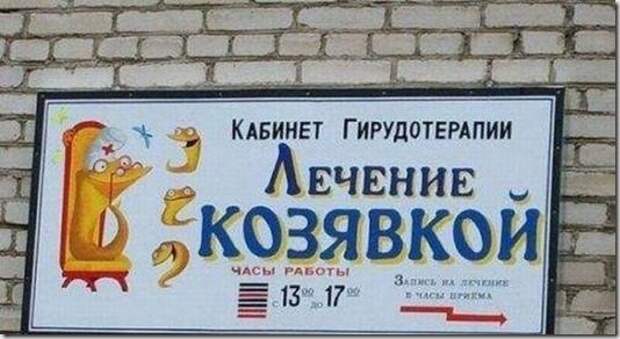 Кабинет Гирудотерапии
Лечение
козявкой
ЧАСЫ РАБОТЫ
с 13 00 до 17 00
Запись на лечение
в часы приёма